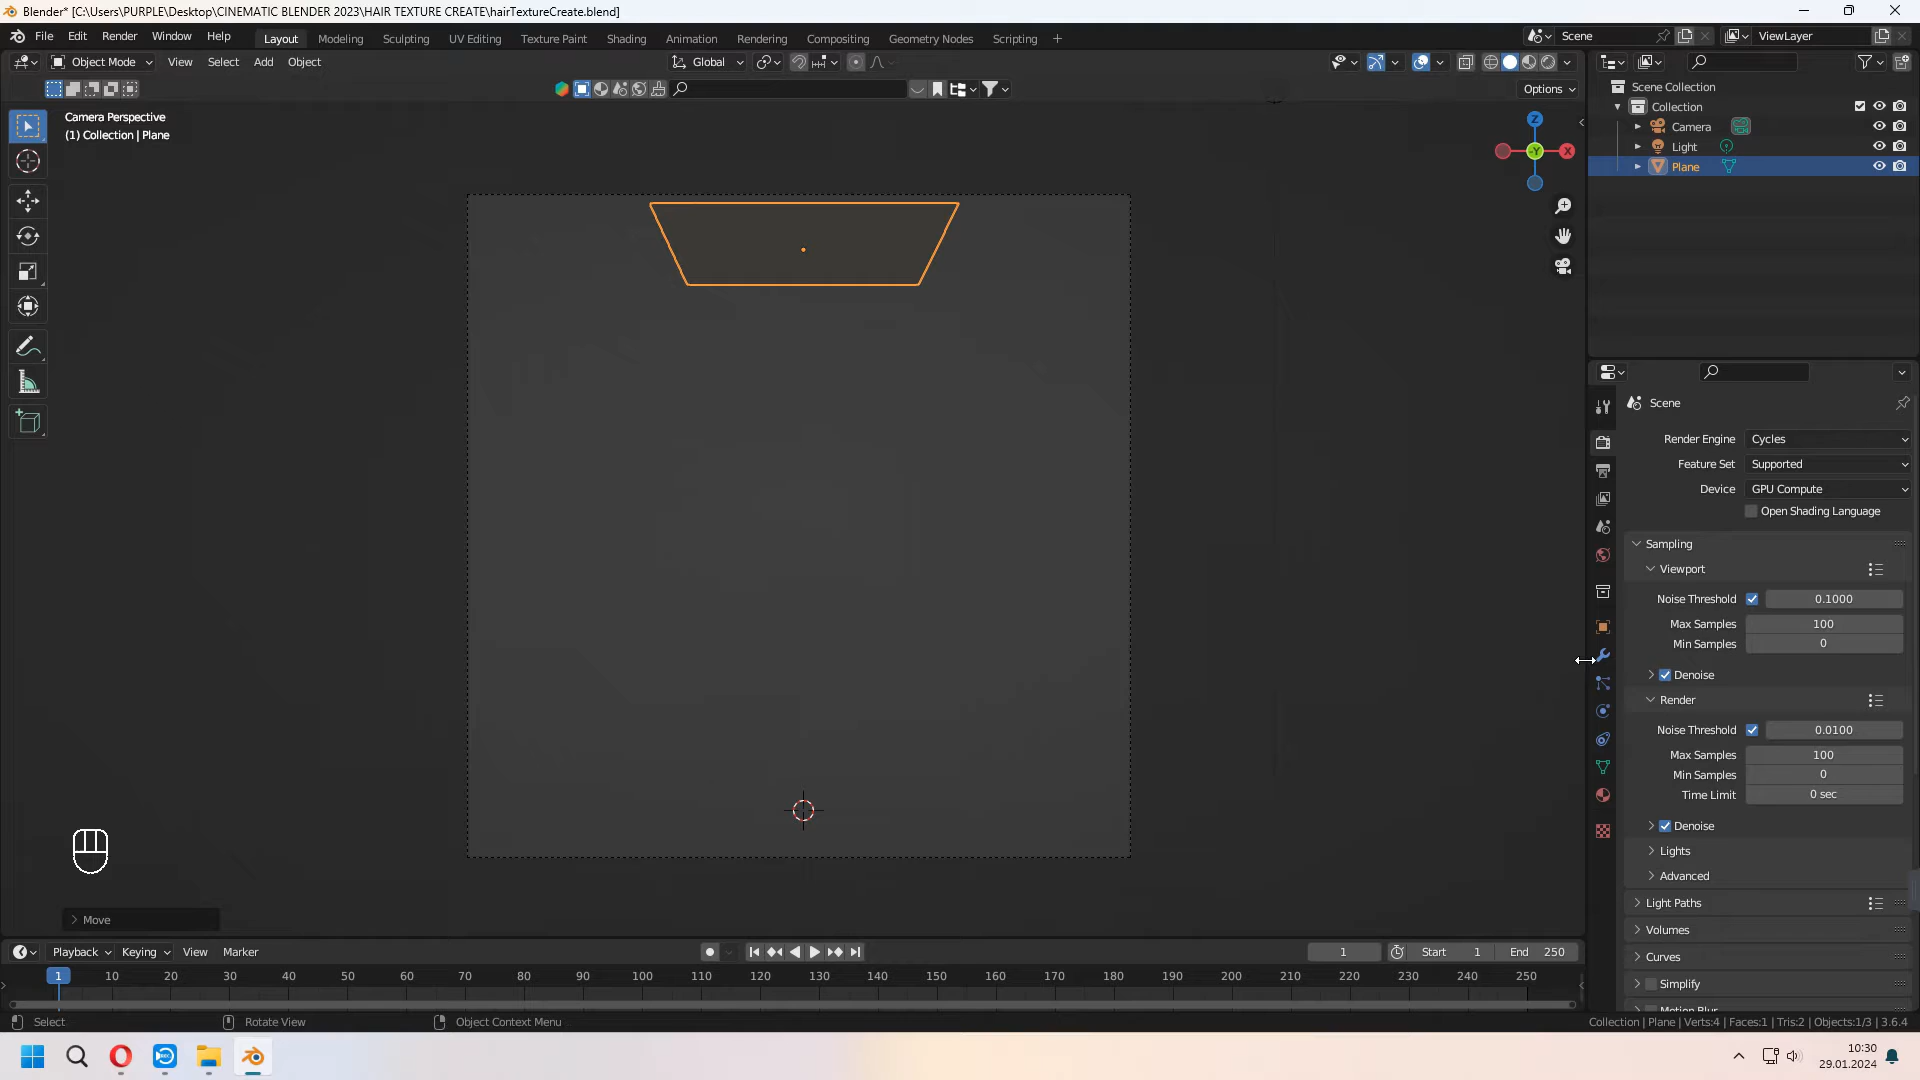 Blender* [C:\Users\PURPLE\Desktop\CINEMATIC BLENDER 2023\HAIR TEXTURE CREATE\hairTextureCreate.blend]
File Edit Render Window Help Layout Modeling Sculpting UV Editing Texture Paint Shading Animation Rendering Compositing Geometry Nodes Scripting + Scene ViewLayer
Object Mode View Select Add Object Global
Options
Camera Perspective
(1) Collection | Plane
Z
-Y X
Scene Collection
Collection
Camera
Light
Plane
Scene
Render Engine Cycles
Feature Set Supported
Device GPU Compute
Open Shading Language
Sampling
Viewport
Noise Threshold 0.1000
Max Samples 100
Min Samples 0
Denoise
Render
Noise Threshold 0.0100
Max Samples 100
Min Samples 0
Time Limit 0 sec
Denoise
Lights
Advanced
Light Paths
Volumes
Curves
Simplify
Motion Blur
Move
Playback Keying View Marker 1 Start 1 End 250
1 10 20 30 40 50 60 70 80 90 100 110 120 130 140 150 160 170 180 190 200 210 220 230 240 250
Select Rotate View Object Context Menu Collection | Plane | Verts:4 | Faces:1 | Tris:2 | Objects:1/3 | 3.6.4
REC
10:30
29.01.2024